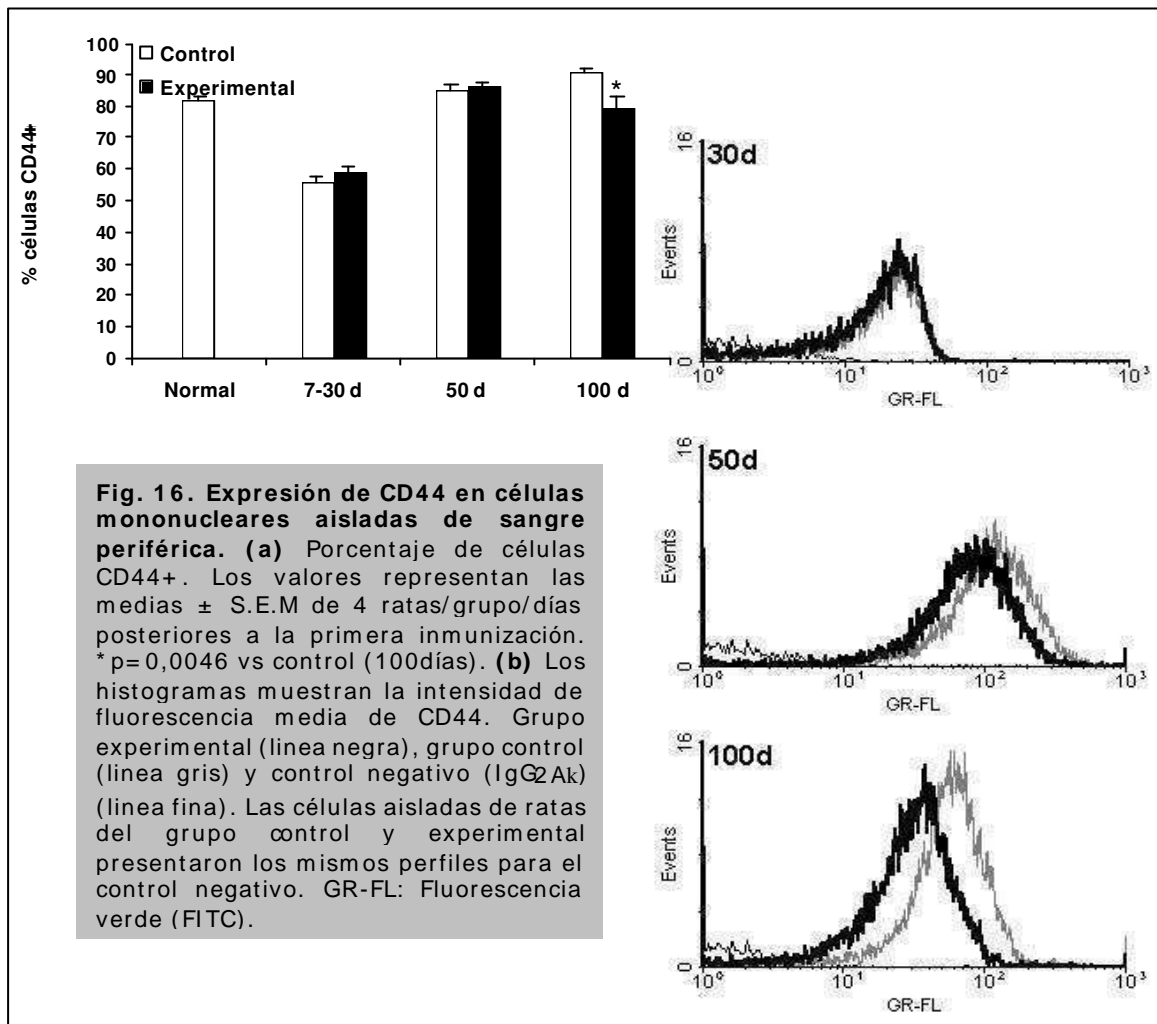 100
90
80
70
60
50
40
30
20
10
0
% células CD44+
Control
Experimental
*
Normal
7-30 d
50 d
100 d
30d
16
Events
0
10⁰
10¹
10²
10³
GR-FL
50d
16
Events
0
10⁰
10¹
10²
10³
GR-FL
100d
16
Events
0
10⁰
10¹
10²
10³
GR-FL
Fig. 16. Expresión de CD44 en células
mononucleares aisladas de sangre
periférica. (a) Porcentaje de células
CD44+. Los valores representan las
medias ± S.E.M de 4 ratas/grupo/días
posteriores a la primera inmunización.
*p=0,0046 vs control (100días). (b) Los
histogramas muestran la intensidad de
fluorescencia media de CD44. Grupo
experimental (linea negra), grupo control
(linea gris) y control negativo (IgG2Ak)
(linea fina). Las células aisladas de ratas
del grupo control y experimental
presentaron los mismos perfiles para el
control negativo. GR-FL: Fluorescencia
verde (FITC).